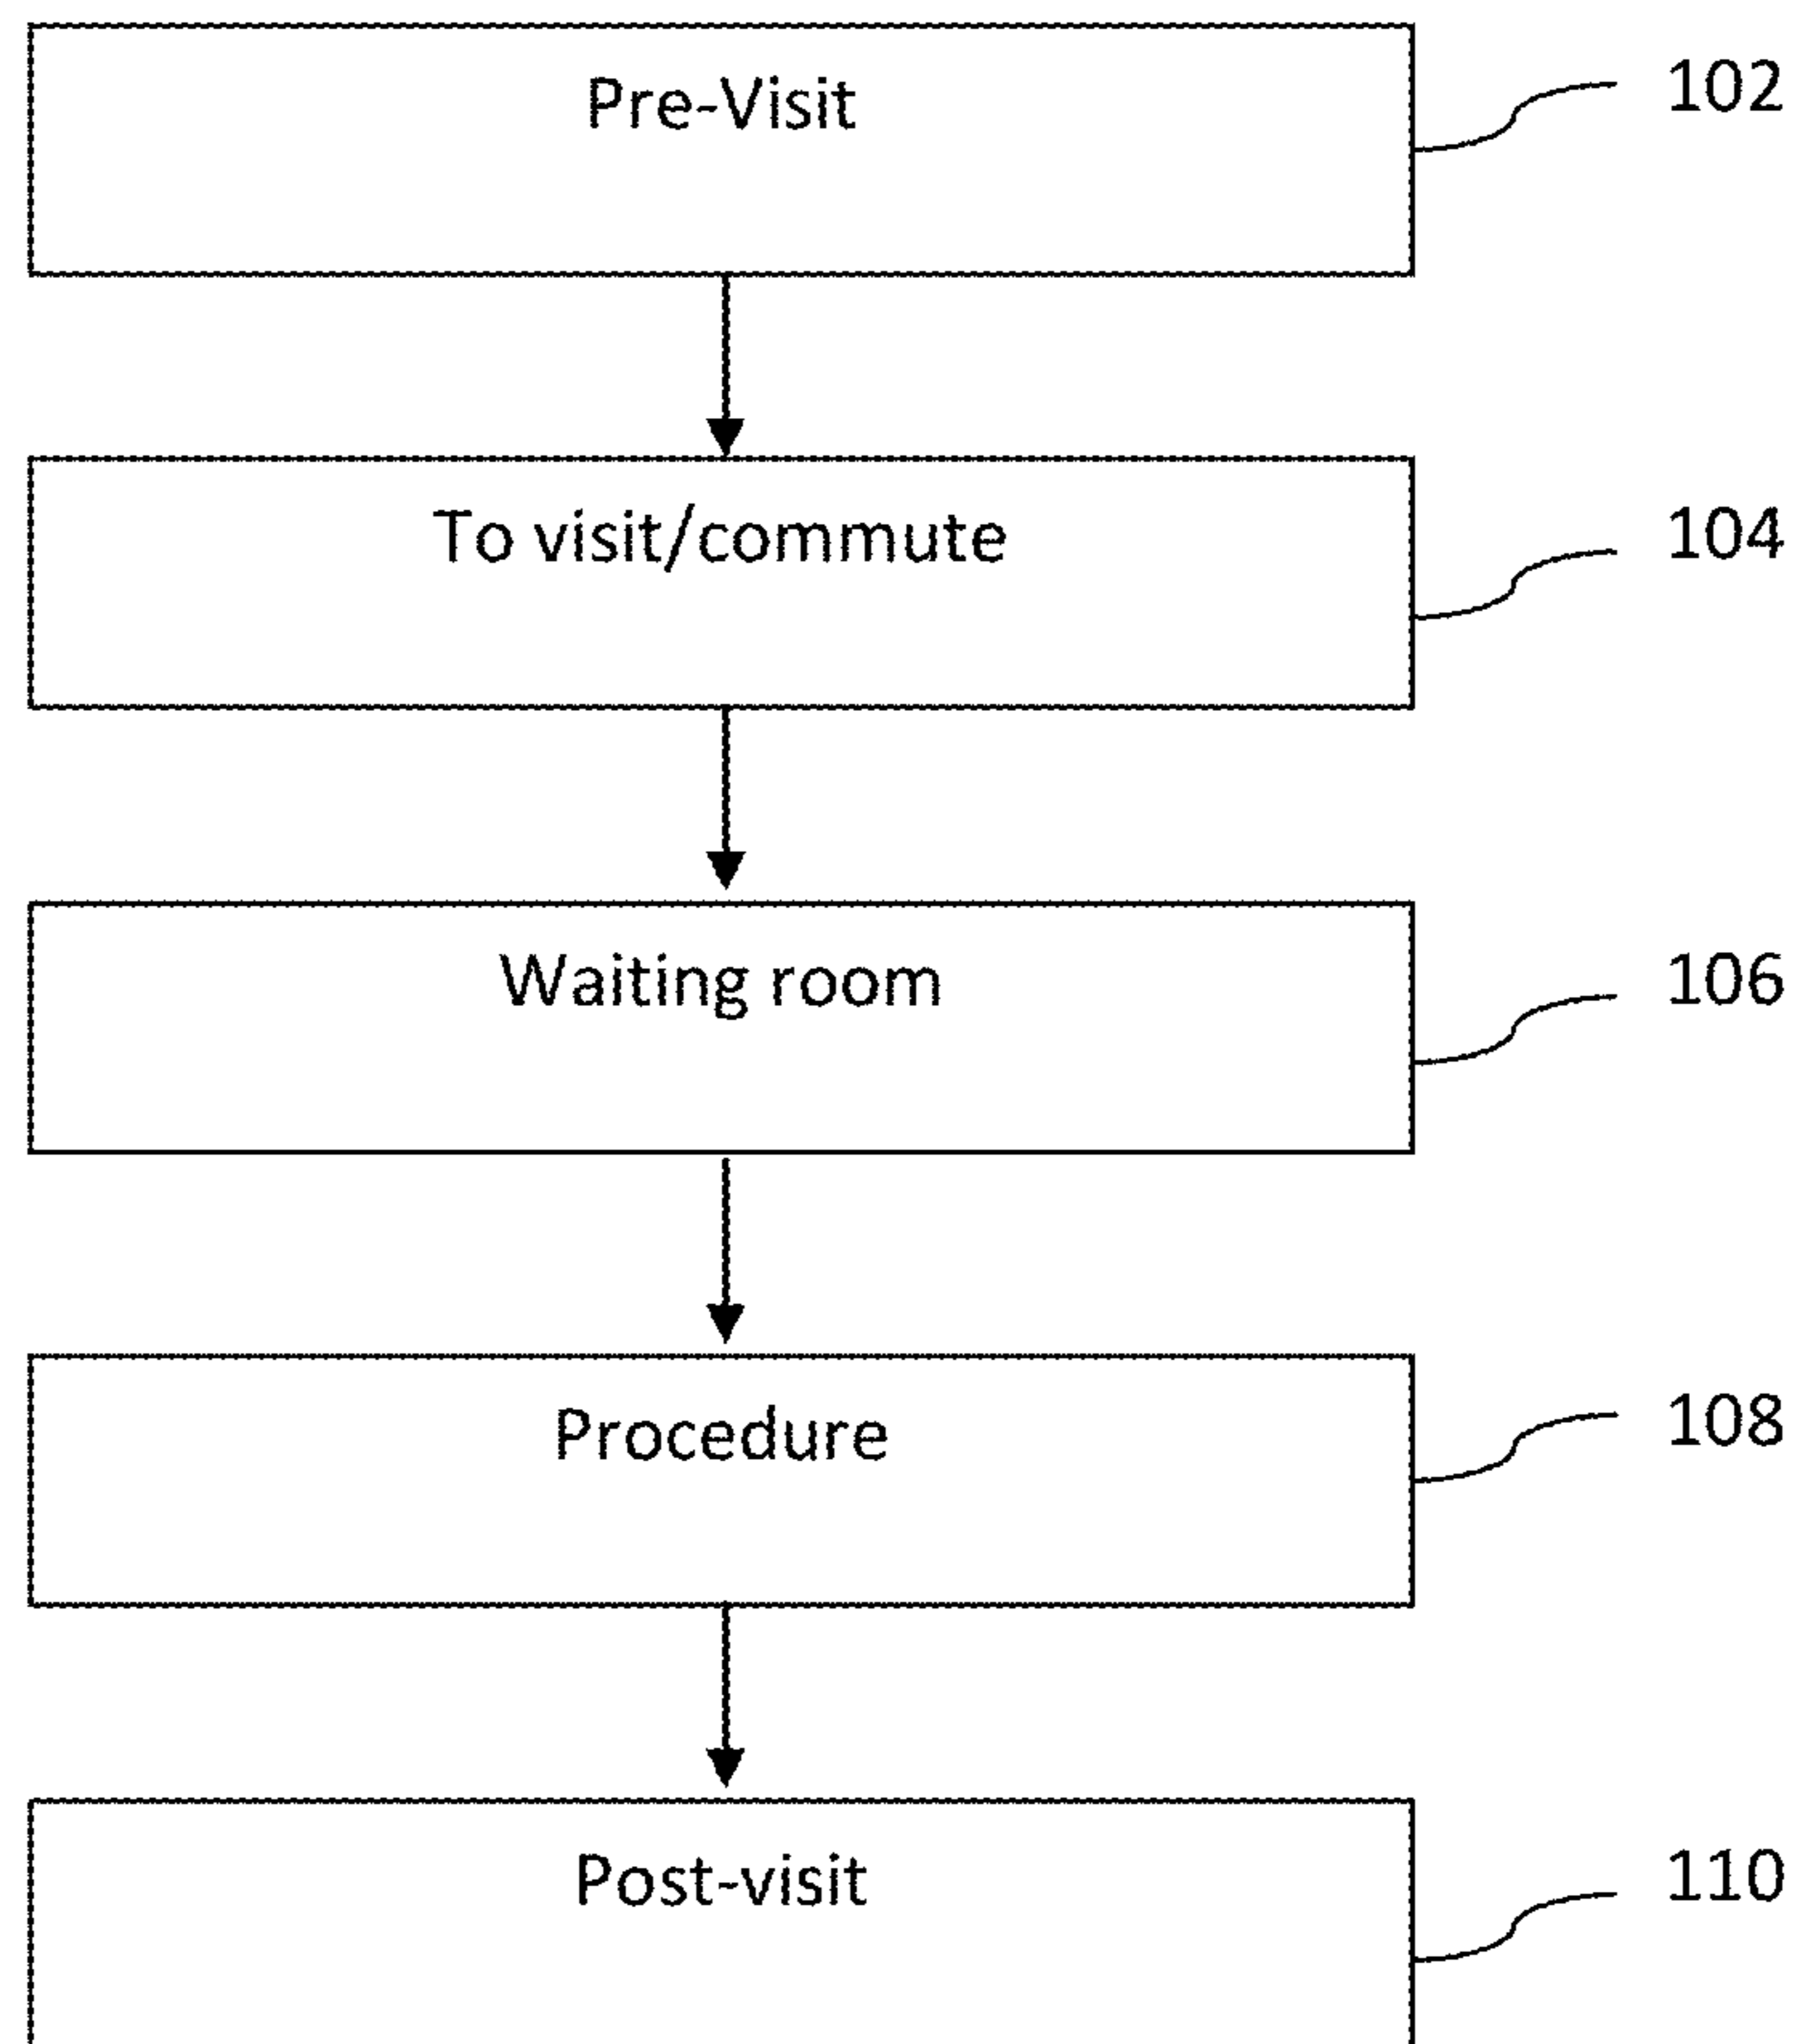 Pre-Visit
102
To visit/commute
104
Waiting room
106
Procedure
108
Post-visit
110